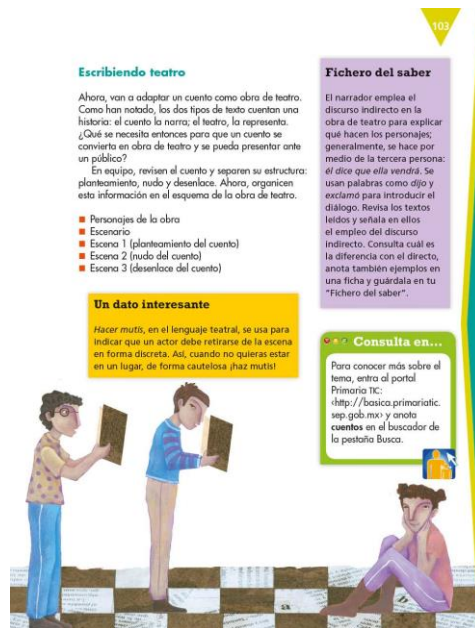 103
Escribiendo teatro
Ahora, van a adaptar un cuento como obra de teatro.
Como han notado, los dos tipos de texto cuentan una
historia: el cuento la narra; el teatro, la representa.
¿Qué se necesita entonces para que un cuento se
convierta en obra de teatro y se pueda presentar ante
un público?
En equipo, revisen el cuento y separen su estructura:
planteamiento, nudo y desenlace. Ahora, organicen
esta información en el esquema de la obra de teatro.
Personajes de la obra
Escenario
Escena 1 (planteamiento del cuento)
Escena 2 (nudo del cuento)
Escena 3 (desenlace del cuento)
Un dato interesante
Hacer mutis, en el lenguaje teatral, se usa para
indicar que un actor debe retirarse de la escena
en forma discreta. Así, cuando no quieras estar
en un lugar, de forma cautelosa ¡haz mutis!
Fichero del saber
El narrador emplea el
discurso indirecto en la
obra de teatro para explicar
qué hacen los personajes;
generalmente, se hace por
medio de la tercera persona:
él dice que ella vendrá. Se
usan palabras como dijo y
exclamó para introducir el
diálogo. Revisa los textos
leídos y señala en ellos
el empleo del discurso
indirecto. Consulta cuál es
la diferencia con el directo,
anota también ejemplos en
una ficha y guárdala en tu
"Fichero del saber".
Consulta en...
Para conocer más sobre el
tema, entra al portal
Primaria TIC:
‹http://basica.primariatic.
sep.gob.mx› y anota
cuentos en el buscador de
la pestaña Busca.
a